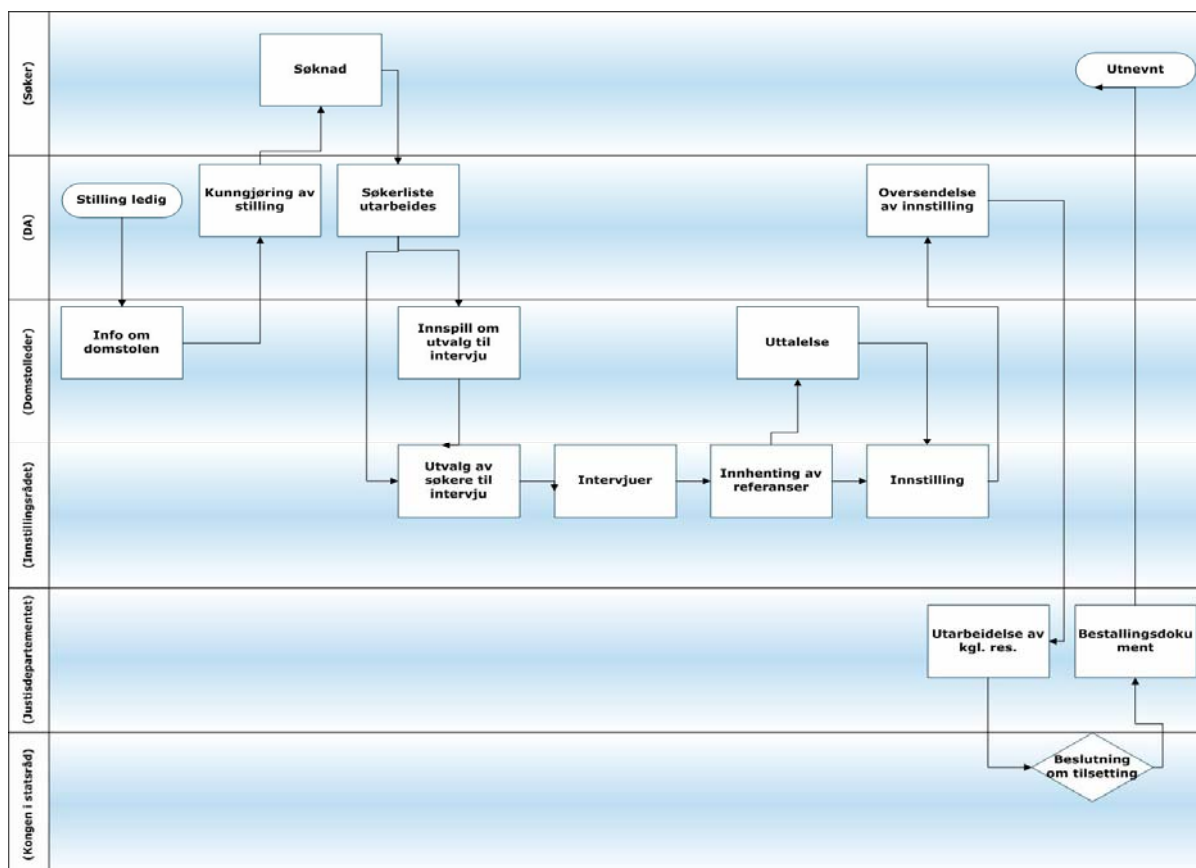 (Søker)
Søknad
Utnevnt
(DA)
Stilling ledig
Kunngjøring av
stilling
Søkerliste
utarbeides
Oversendelse
av innstilling
(Domstolleder)
Info om
domstolen
Innspill om
utvalg til
intervju
Uttalelse
(Innstillingsrådet)
Utvalg av
søkere til
intervju
Intervjuer
Innhenting av
referanser
Innstilling
(Justisdepartementet)
Utarbeidelse av
kgl. res.
Bestallingsdoku
ment
(Kongen i statsråd)
Beslutning
om tilsetting